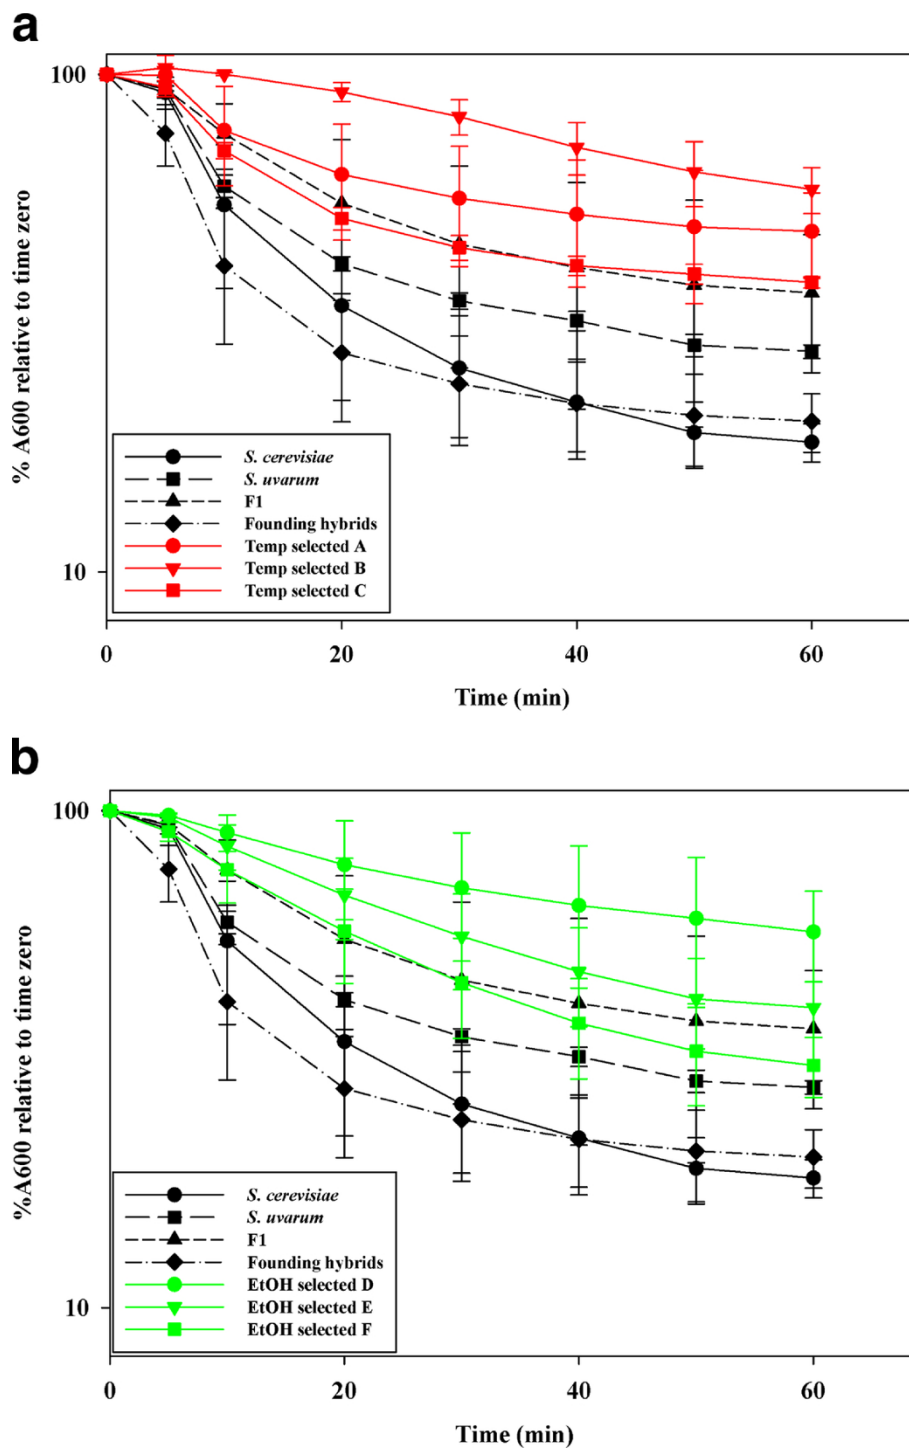 a
100
10
% A600 relative to time zero
S. cerevisiae
S. uvarum
F1
Founding hybrids
Temp selected A
Temp selected B
Temp selected C
0
20
40
60
Time (min)
b
100
10
%A600 relative to time zero
S. cerevisiae
S. uvarum
F1
Founding hybrids
EtOH selected D
EtOH selected E
EtOH selected F
0
20
40
60
Time (min)